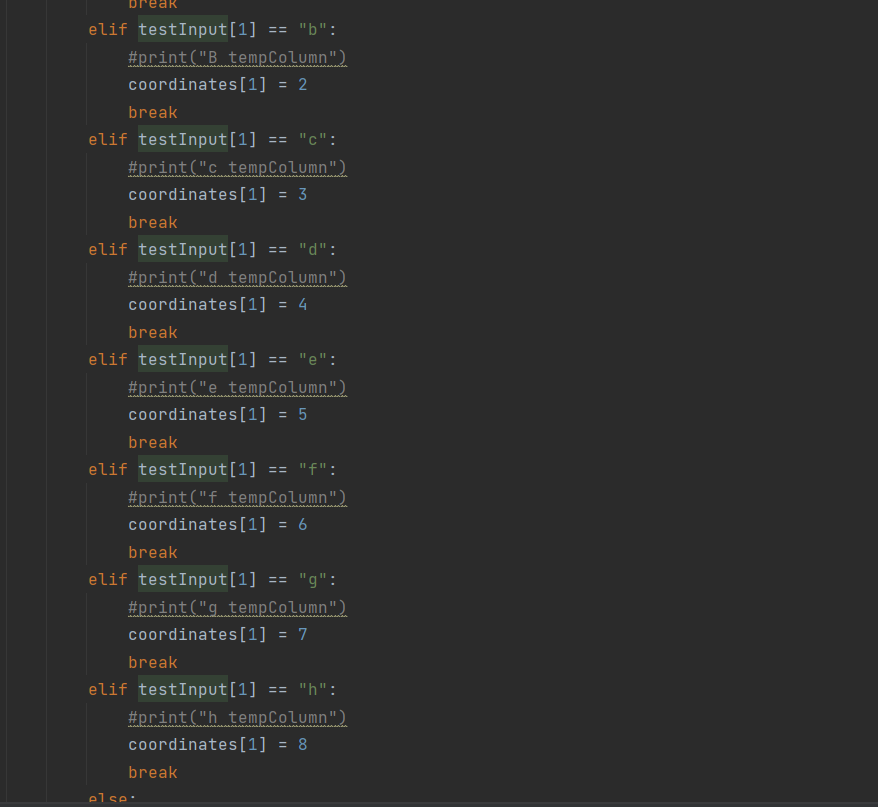 break
elif testInput[1] == "b":
#print("B tempColumn")
coordinates[1] = 2
break
elif testInput[1] == "c":
#print("c tempColumn")
coordinates[1] = 3
break
elif testInput[1] == "d":
#print("d tempColumn")
coordinates[1] = 4
break
elif testInput[1] == "e":
#print("e tempColumn")
coordinates[1] = 5
break
elif testInput[1] == "f":
#print("f tempColumn")
coordinates[1] = 6
break
elif testInput[1] == "g":
#print("g tempColumn")
coordinates[1] = 7
break
elif testInput[1] == "h":
#print("h tempColumn")
coordinates[1] = 8
break
else: